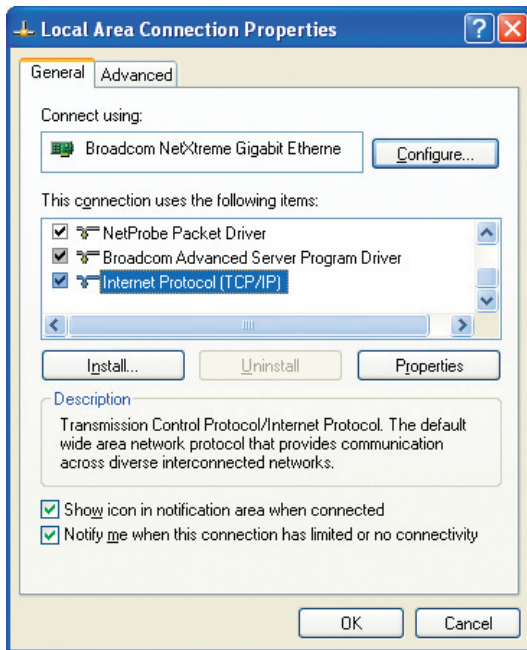 Local Area Connection Properties
General
Advanced
Connect using:
Broadcom NetXtreme Gigabit Etherne
Configure...
This connection uses the following items:
NetProbe Packet Driver
Broadcom Advanced Server Program Driver
Internet Protocol (TCP/IP)
Install...
Uninstall
Properties
Description
Transmission Control Protocol/Internet Protocol. The default
wide area network protocol that provides communication
across diverse interconnected networks.
Show icon in notification area when connected
Notify me when this connection has limited or no connectivity
OK
Cancel